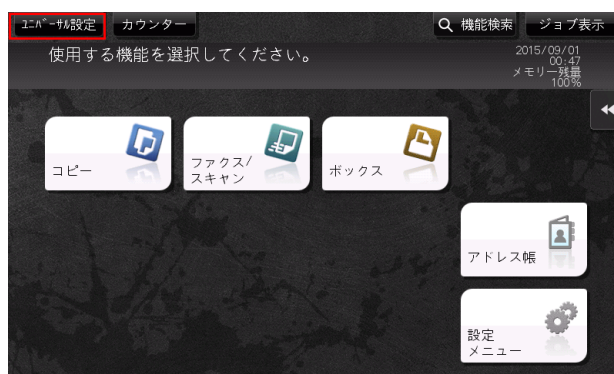 ﾕﾆﾊﾞｰｻﾙ設定
カウンター
機能検索
ジョブ表示
使用する機能を選択してください。
2015/09/01
00:47
メモリー残量
100%
コピー
ファクス/
スキャン
ボックス
アドレス帳
設定
メニュー